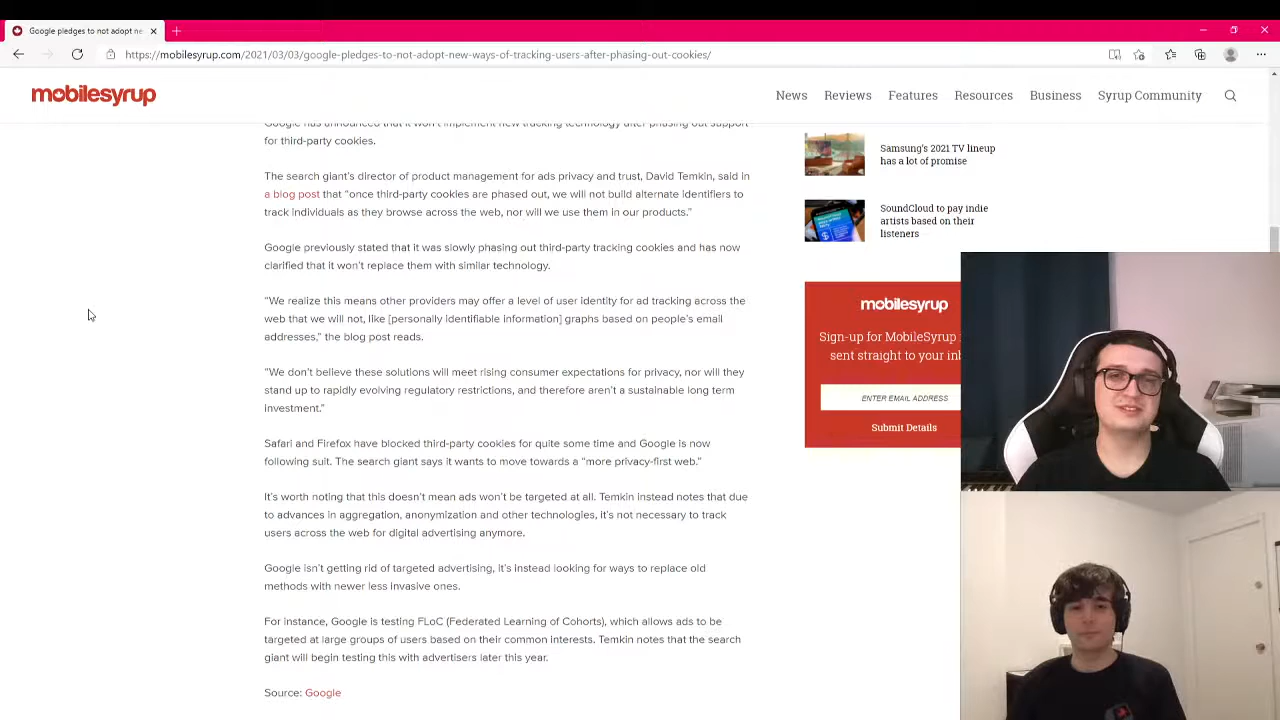 Google pledges to not adopt ne
https://mobilesyrup.com/2021/03/03/google-pledges-to-not-adopt-new-ways-of-tracking-users-after-phasing-out-cookies/
mobilesyrup
News Reviews Features Resources Business Syrup Community
Google has announced that it won't implement new tracking technology after phasing out support
for third-party cookies.
The search giant's director of product management for ads privacy and trust, David Temkin, said in
a blog post that “once third-party cookies are phased out, we will not build alternate identifiers to
track individuals as they browse across the web, nor will we use them in our products.”
Google previously stated that it was slowly phasing out third-party tracking cookies and has now
clarified that it won't replace them with similar technology.
“We realize this means other providers may offer a level of user identity for ad tracking across the
web that we will not, like [personally identifiable information] graphs based on people's email
addresses,” the blog post reads.
“We don't believe these solutions will meet rising consumer expectations for privacy, nor will they
stand up to rapidly evolving regulatory restrictions, and therefore aren't a sustainable long term
investment.”
Safari and Firefox have blocked third-party cookies for quite some time and Google is now
following suit. The search giant says it wants to move towards a “more privacy-first web.”
It's worth noting that this doesn't mean ads won't be targeted at all. Temkin instead notes that due
to advances in aggregation, anonymization and other technologies, it's not necessary to track
users across the web for digital advertising anymore.
Google isn't getting rid of targeted advertising, it's instead looking for ways to replace old
methods with newer less invasive ones.
For instance, Google is testing FLoC (Federated Learning of Cohorts), which allows ads to be
targeted at large groups of users based on their common interests. Temkin notes that the search
giant will begin testing this with advertisers later this year.
Source: Google
Samsung's 2021 TV lineup
has a lot of promise
SoundCloud to pay indie
artists based on their
listeners
mobilesyrup
Sign-up for MobileSyrup
sent straight to your inb
ENTER EMAIL ADDRESS
Submit Details